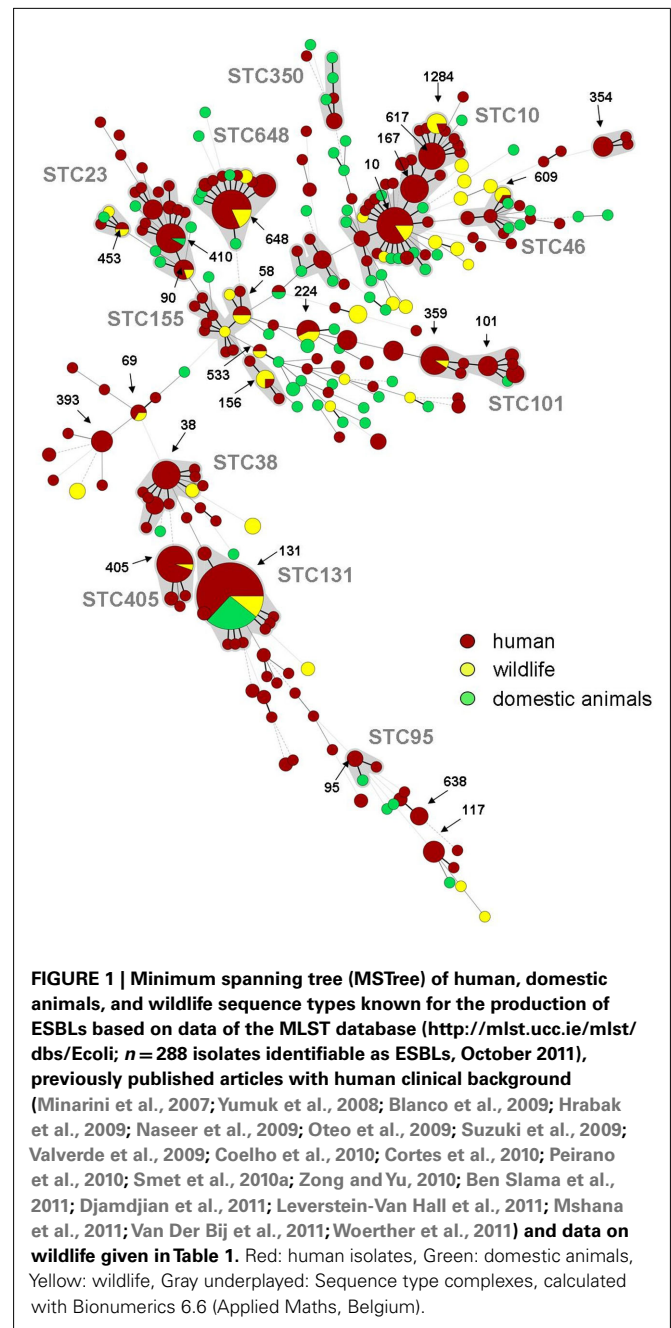 STC350
1284
STC10
354
617
STC648
167
STC23
10
609
648
STC46
453
410
58
90
224
STC155
359
101
533
69
156
STC101
393
38
STC38
131
405
STC131
STC405
human
wildlife
domestic animals
STC95
95
638
117
FIGURE 1 | Minimum spanning tree (MSTree) of human, domestic
animals, and wildlife sequence types known for the production of
ESBLs based on data of the MLST database (http://mlst.ucc.ie/mlst/
dbs/Ecoli; n = 288 isolates identifiable as ESBLs, October 2011),
previously published articles with human clinical background
(Minarini et al., 2007; Yumuk et al., 2008; Blanco et al., 2009; Hrabak
et al., 2009; Naseer et al., 2009; Oteo et al., 2009; Suzuki et al., 2009;
Valverde et al., 2009; Coelho et al., 2010; Cortes et al., 2010; Peirano
et al., 2010; Smet et al., 2010a; Zong and Yu, 2010; Ben Slama et al.,
2011; Djamdjian et al., 2011; Leverstein-Van Hall et al., 2011; Mshana
et al., 2011; Van Der Bij et al., 2011; Woerther et al., 2011) and data on
wildlife given in Table 1. Red: human isolates, Green: domestic animals,
Yellow: wildlife, Gray underplayed: Sequence type complexes, calculated
with Bionumerics 6.6 (Applied Maths, Belgium).